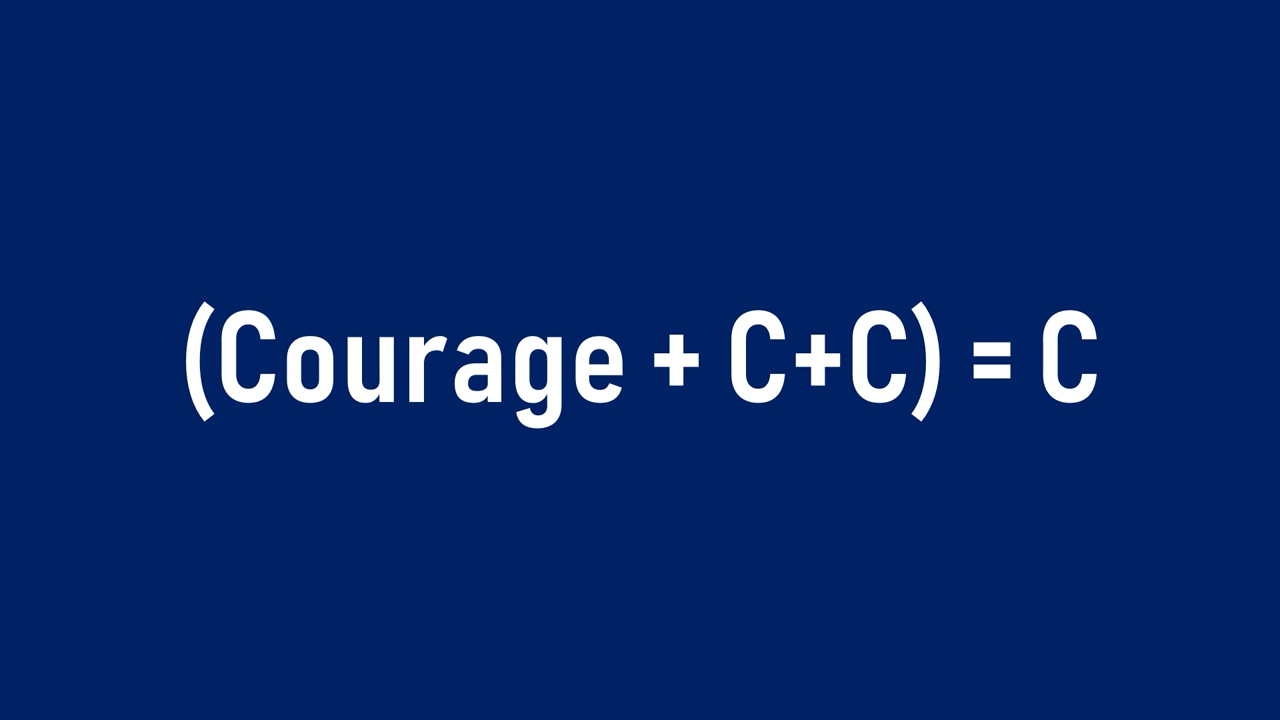 (Courage + C+C) = C